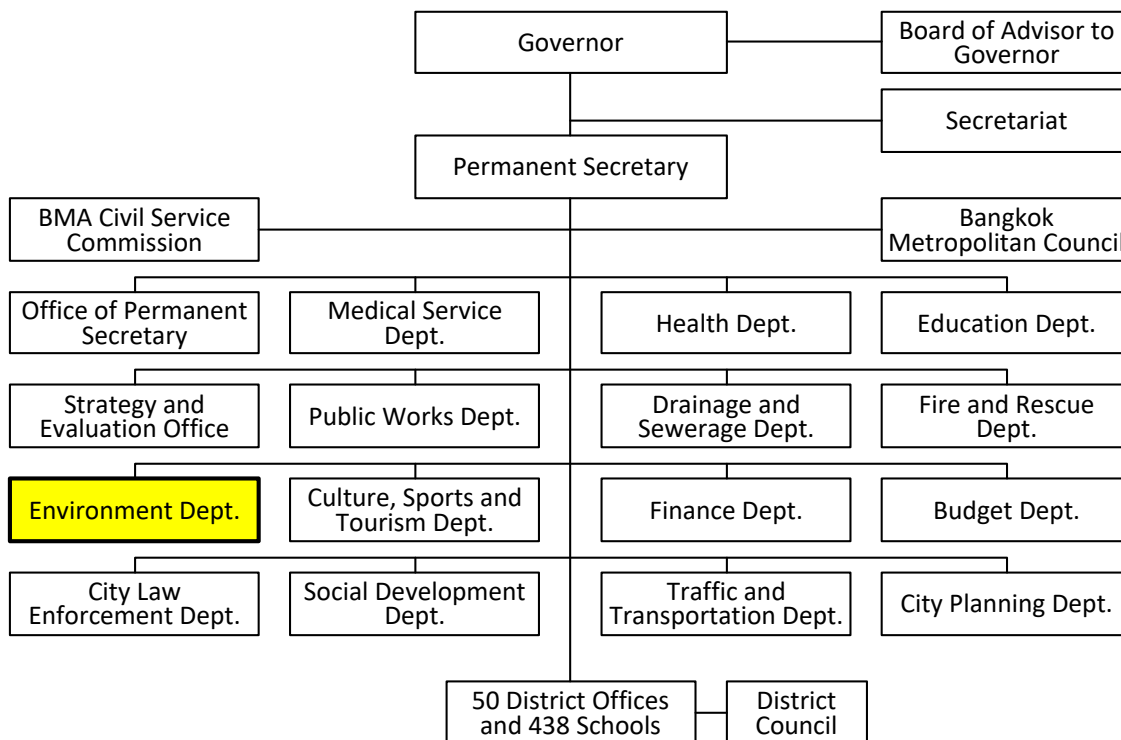 Governor
Board of Advisor to
Governor
Secretariat
Permanent Secretary
BMA Civil Service
Commission
Bangkok
Metropolitan Council
Office of Permanent
Secretary
Medical Service
Dept.
Health Dept.
Education Dept.
Strategy and
Evaluation Office
Public Works Dept.
Drainage and
Sewerage Dept.
Fire and Rescue
Dept.
Environment Dept.
Culture, Sports and
Tourism Dept.
Finance Dept.
Budget Dept.
City Law
Enforcement Dept.
Social Development
Dept.
Traffic and
Transportation Dept.
City Planning Dept.
50 District Offices
and 438 Schools
District
Council